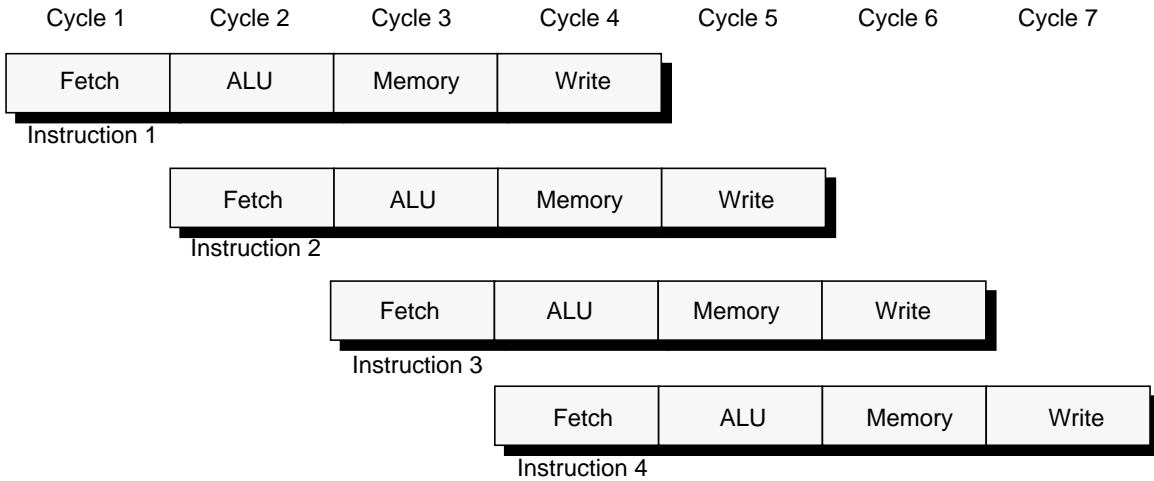 Cycle 1 Cycle 2 Cycle 3 Cycle 4 Cycle 5 Cycle 6 Cycle 7
Fetch ALU Memory Write
Instruction 1
Fetch ALU Memory Write
Instruction 2
Fetch ALU Memory Write
Instruction 3
Fetch ALU Memory Write
Instruction 4